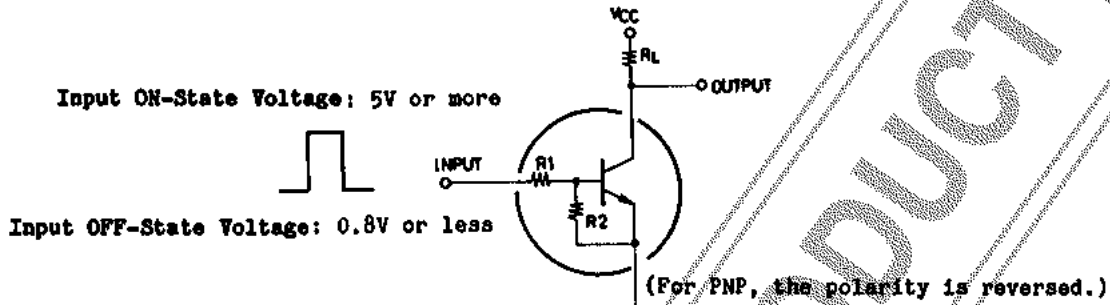 VCC
RL
OUTPUT
Input ON-State Voltage: 5V or more
INPUT
R1
R2
Input OFF-State Voltage: 0.8V or less
(For PNP, the polarity is reversed.)